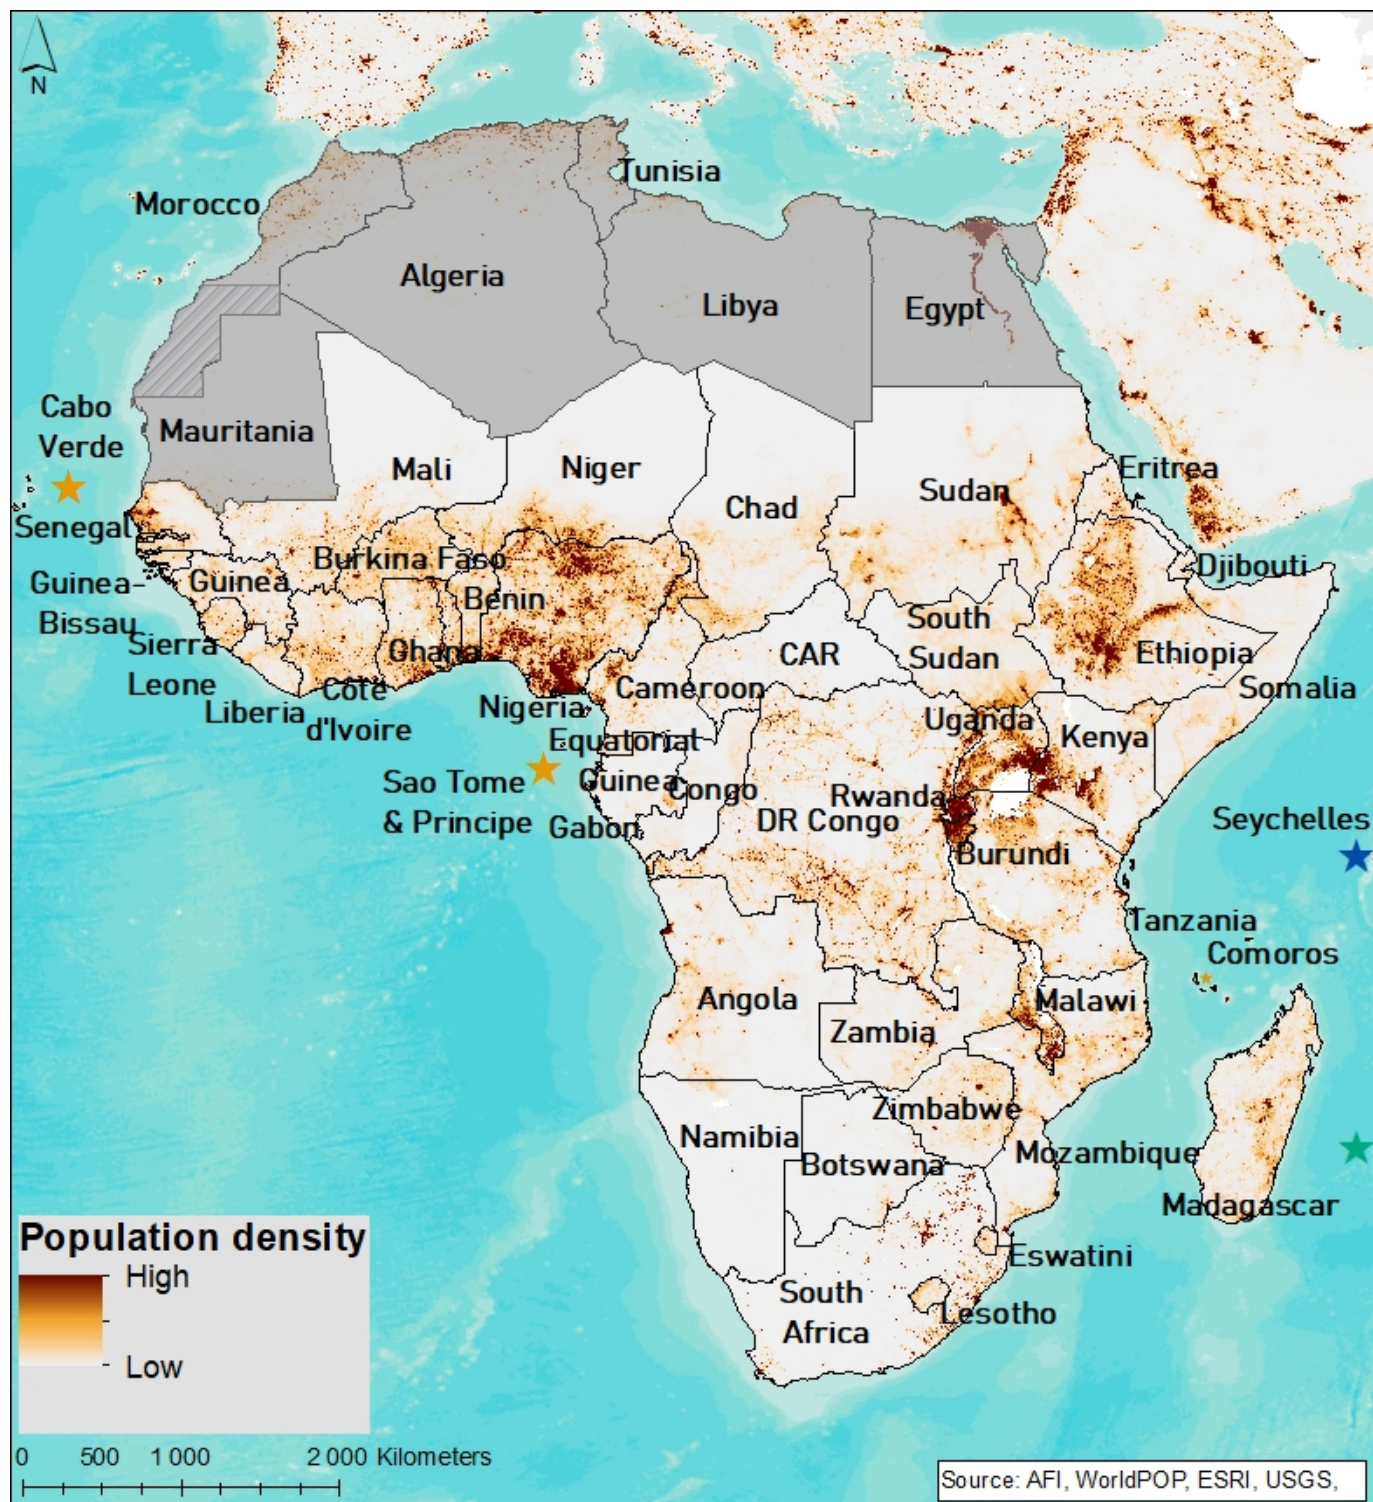 N
Tunisia
Morocco
Algeria
Libya
Egypt
Cabo
Verde
Mauritania
Mali
Niger
Chad
Sudan
Eritrea
Senegal
Burkina Faso
Djibouti
Guinea-
Bissau
Guinea
Benin
South
Sudan
Sierra
Leone
Ghana
CAR
Ethiopia
Liberia
Côte
d'Ivoire
Nigeria
Cameroon
Somalia
Uganda
Kenya
Equatorial
Guinea
Sao Tome
& Principe
Gabon
Congo
DR Congo
Rwanda
Burundi
Seychelles
Tanzania
Comoros
Angola
Malawi
Zambia
Zimbabwe
Namibia
Botswana
Mozambique
Madagascar
Eswatini
South
Africa
Lesotho
Population density
High
Low
0 500 1 000 2 000 Kilometers
Source: AFI, WorldPOP, ESRI, USGS,